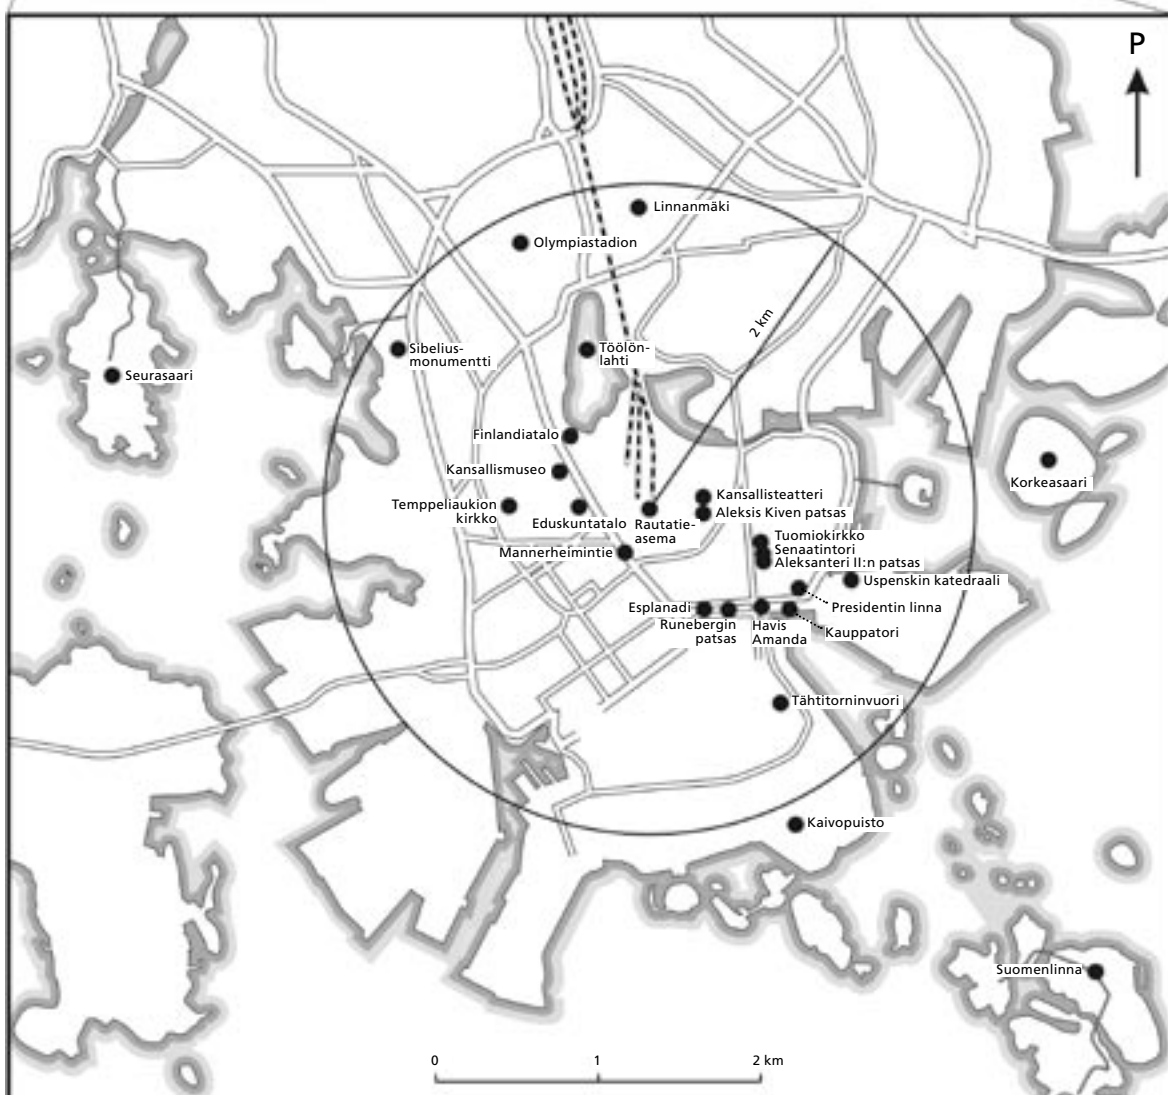 P
Linnanmäki
Olympiastadion
2 km
Sibelius-
monumentti
Töölön-
lahti
Seurasaari
Finlandiatalo
Kansallismuseo
Korkeasaari
Temppeliaukion
kirkko
Eduskuntatalo
Rautatie-
asema
Kansallisteatteri
Aleksis Kiven patsas
Mannerheimintie
Tuomiokirkko
Senaatintori
Aleksanteri II:n patsas
Uspenskin katedraali
Esplanadi
Runebergin
patsas
Havis
Amanda
Presidentin linna
Kauppatori
Tähtitorninvuori
Kaivopuisto
Suomenlinna
0 1 2 km